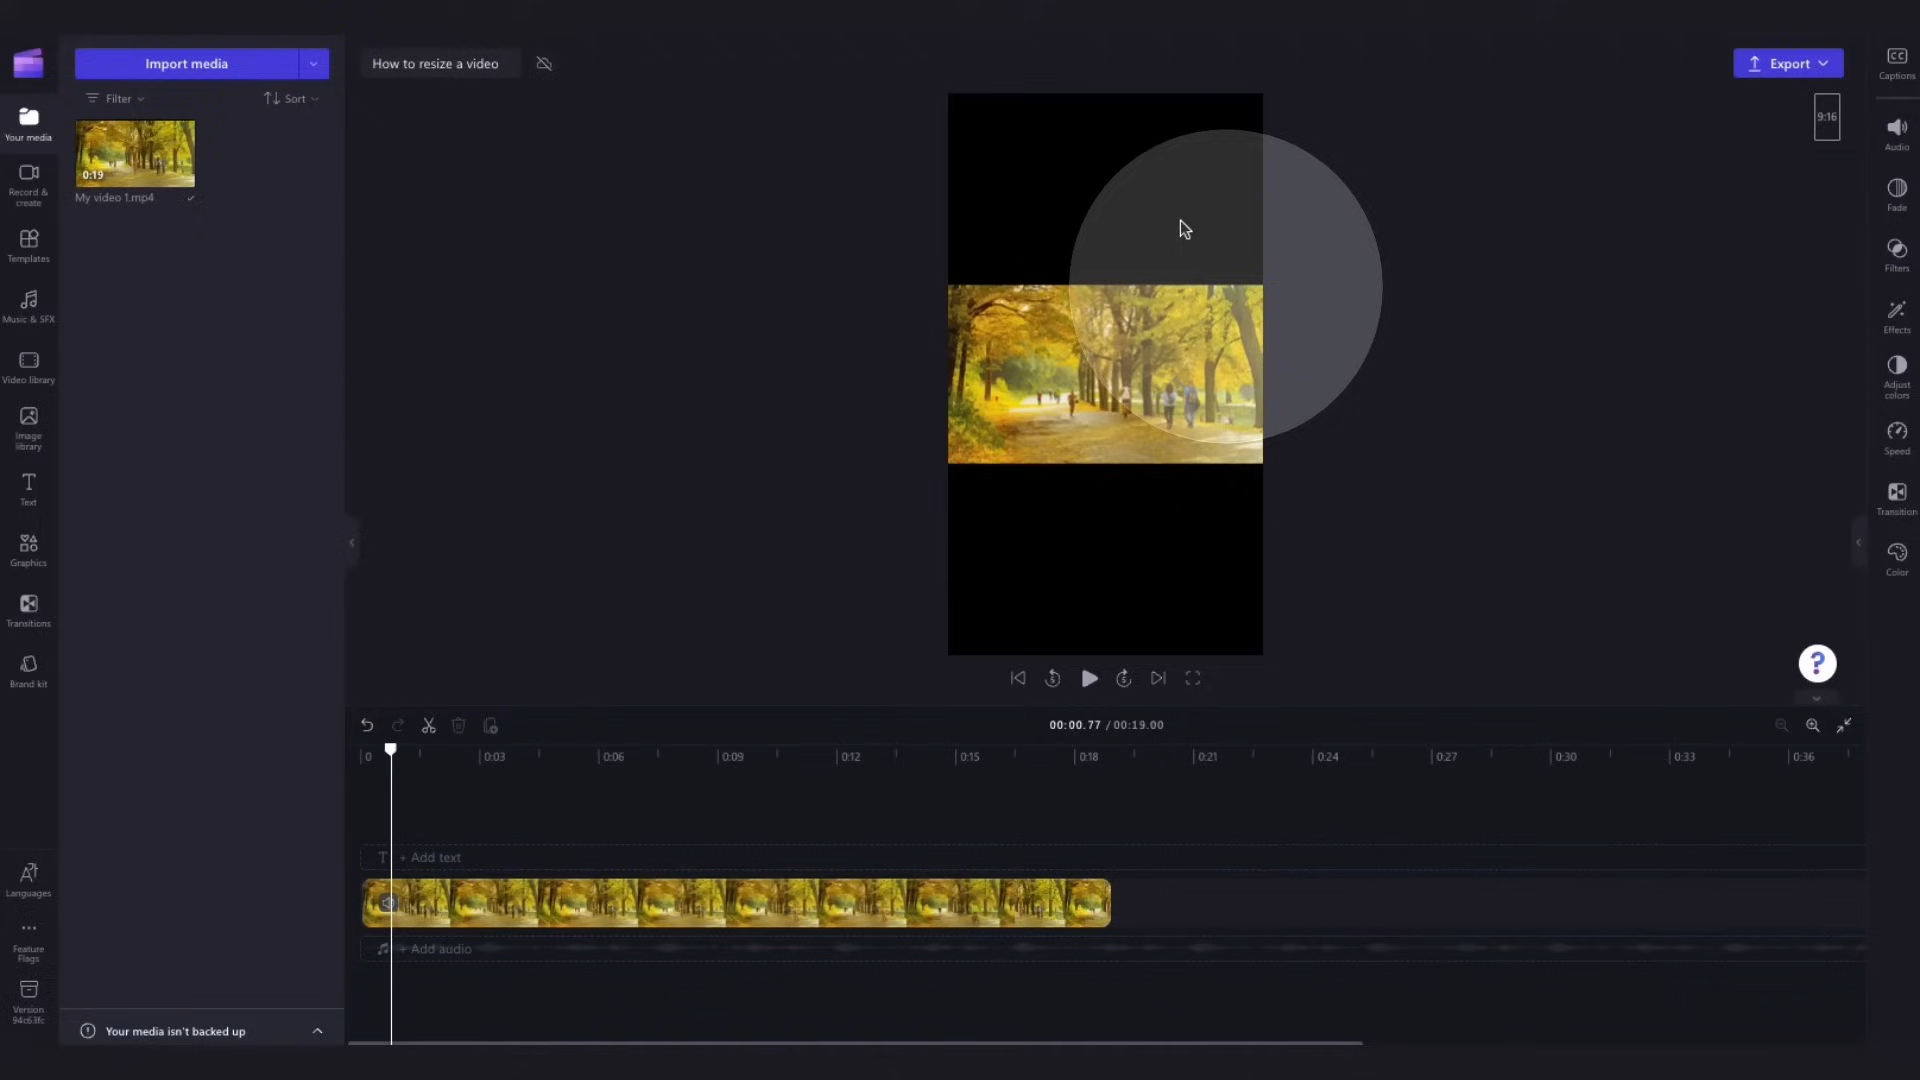 Import media
How to resize a video
Export
Captions
Filter
Sort
9:16
Your media
0:19
My video 1.mp4
Audio
Record &
create
Fade
Templates
Filters
Music & SFX
Effects
Video library
Adjust
colors
Image
library
Speed
Text
Transition
Graphics
Color
Transitions
Brand kit
?
5
5
00:00.77 / 00:19.00
0
0:03
0:06
0:09
0:12
0:15
0:18
0:21
0:24
0:27
0:30
0:33
0:36
T + Add text
Languages
+ Add audio
Feature
Flags
Version
94c63fc
Your media isn't backed up